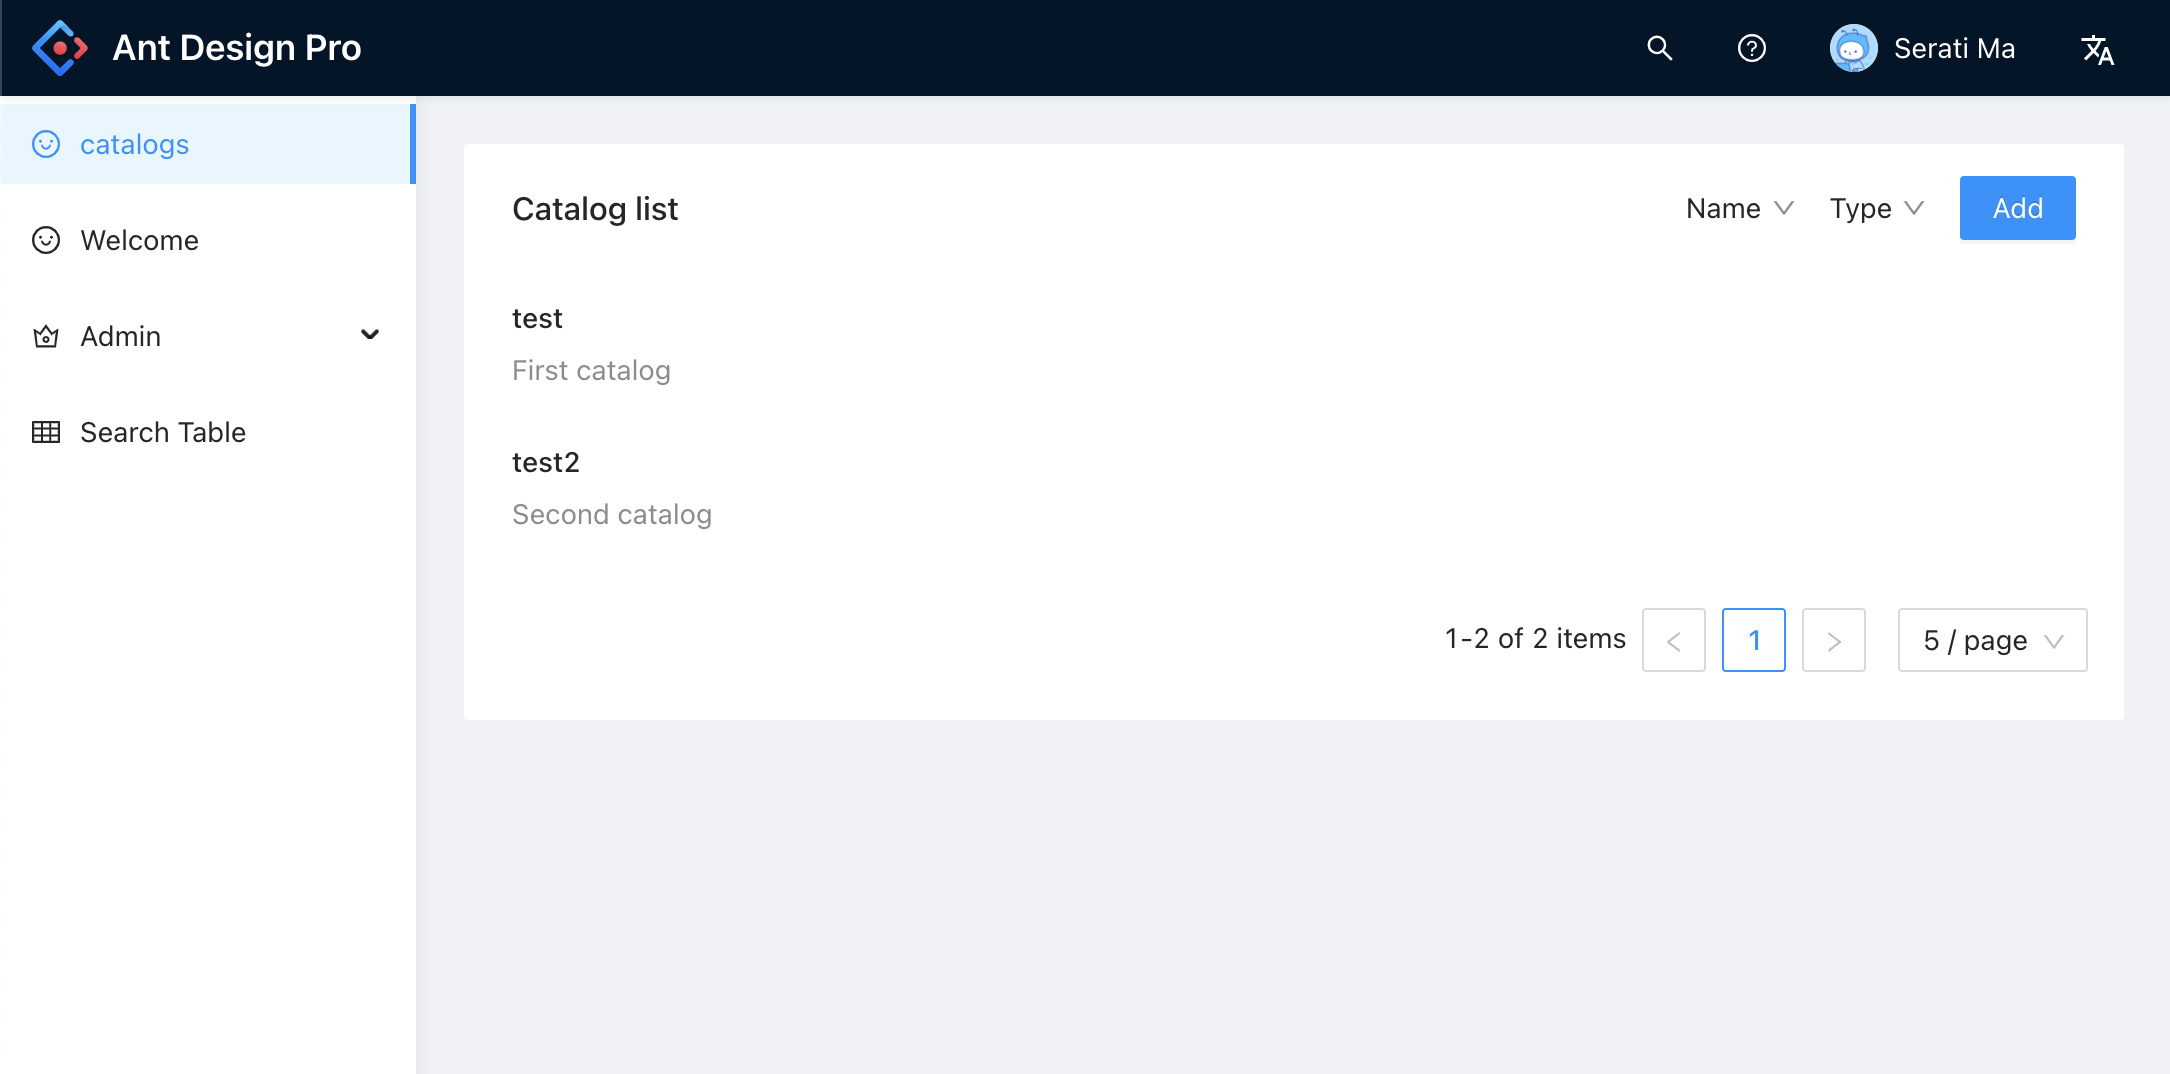 Ant Design Pro
Serati Ma
catalogs
Welcome
Admin
Search Table
Catalog list
Name
Type
Add
test
First catalog
test2
Second catalog
1-2 of 2 items
1
5 / page